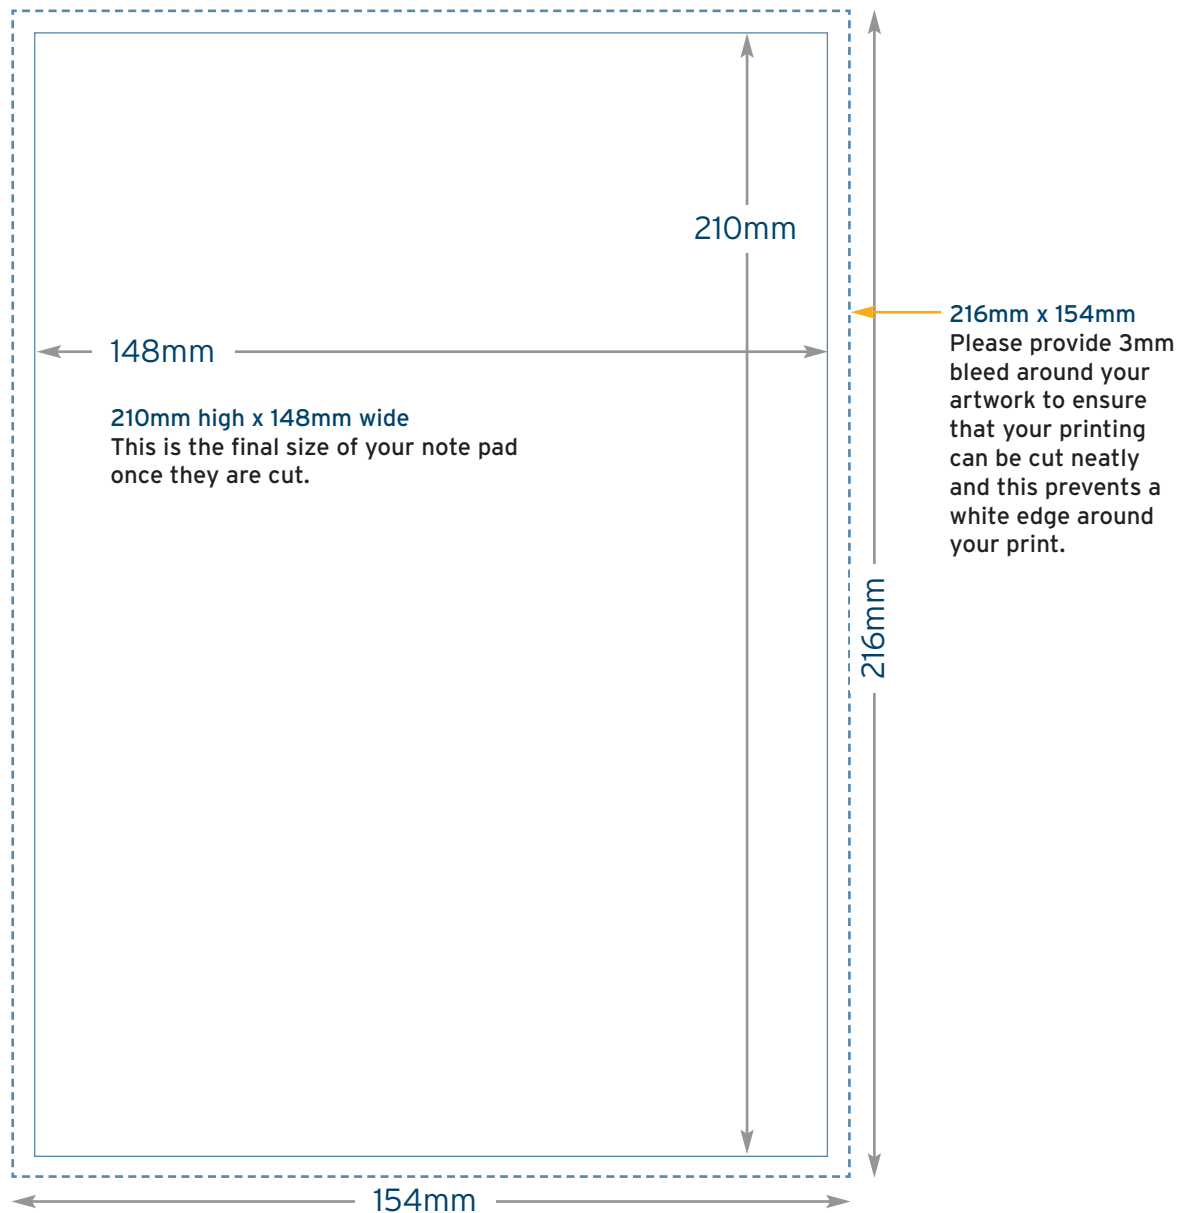 210mm
148mm
210mm high x 148mm wide
This is the final size of your note pad
once they are cut.
216mm x 154mm
Please provide 3mm
bleed around your
artwork to ensure
that your printing
can be cut neatly
and this prevents a
white edge around
your print.
216mm
154mm